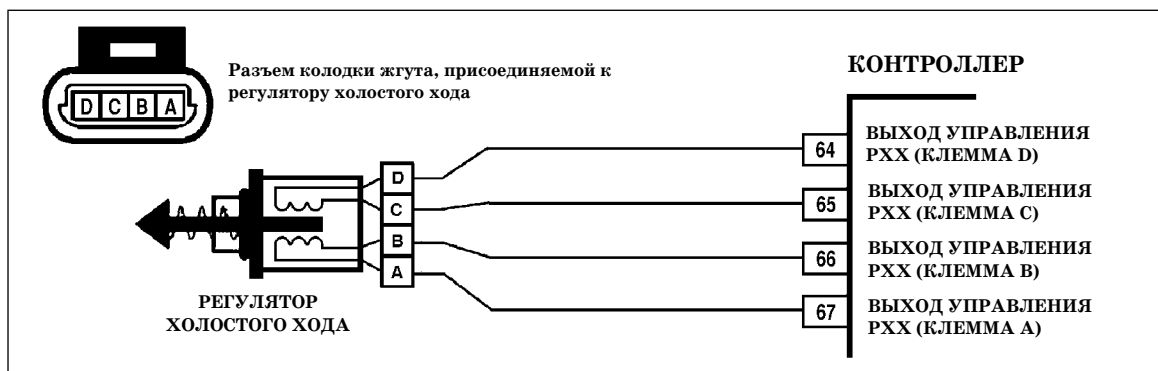 Разъем колодки жгута, присоединяемой к
регулятору холостого хода
D C B A
КОНТРОЛЛЕР
D
C
B
A
64
65
66
67
ВЫХОД УПРАВЛЕНИЯ
РХХ (КЛЕММА D)
ВЫХОД УПРАВЛЕНИЯ
РХХ (КЛЕММА С)
ВЫХОД УПРАВЛЕНИЯ
РХХ (КЛЕММА В)
ВЫХОД УПРАВЛЕНИЯ
РХХ (КЛЕММА А)
РЕГУЛЯТОР
ХОЛОСТОГО ХОДА